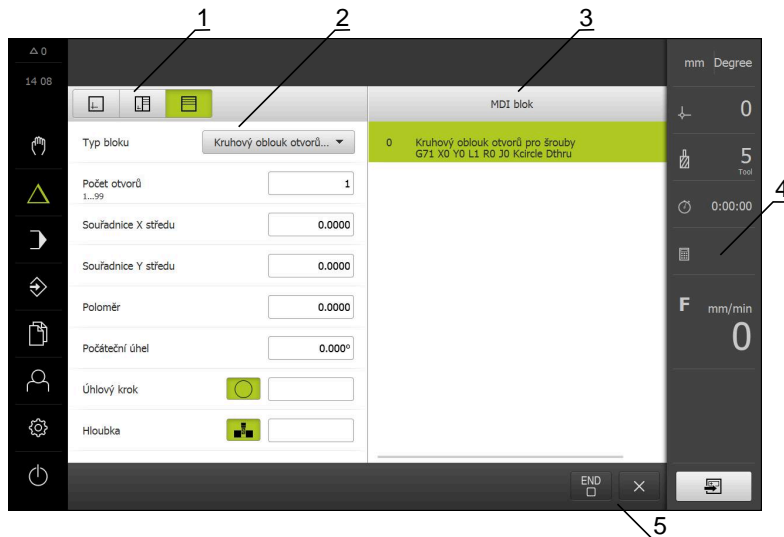 1 2 3
△ 0
14 08
mm Degree
MDI blok
0
Typ bloku Kruhový oblouk otvorů...
0 Kruhový oblouk otvorů pro šrouby
G71 X0 Y0 L1 R0 J0 Kcircle Dthru
5
Tool
Počet otvorů 1
1...99
4
0:00:00
Souřadnice X středu 0.0000
Souřadnice Y středu 0.0000
Poloměr 0.0000
F mm/min
0
Počáteční úhel 0.000°
Úhlový krok
Hloubka
END
5